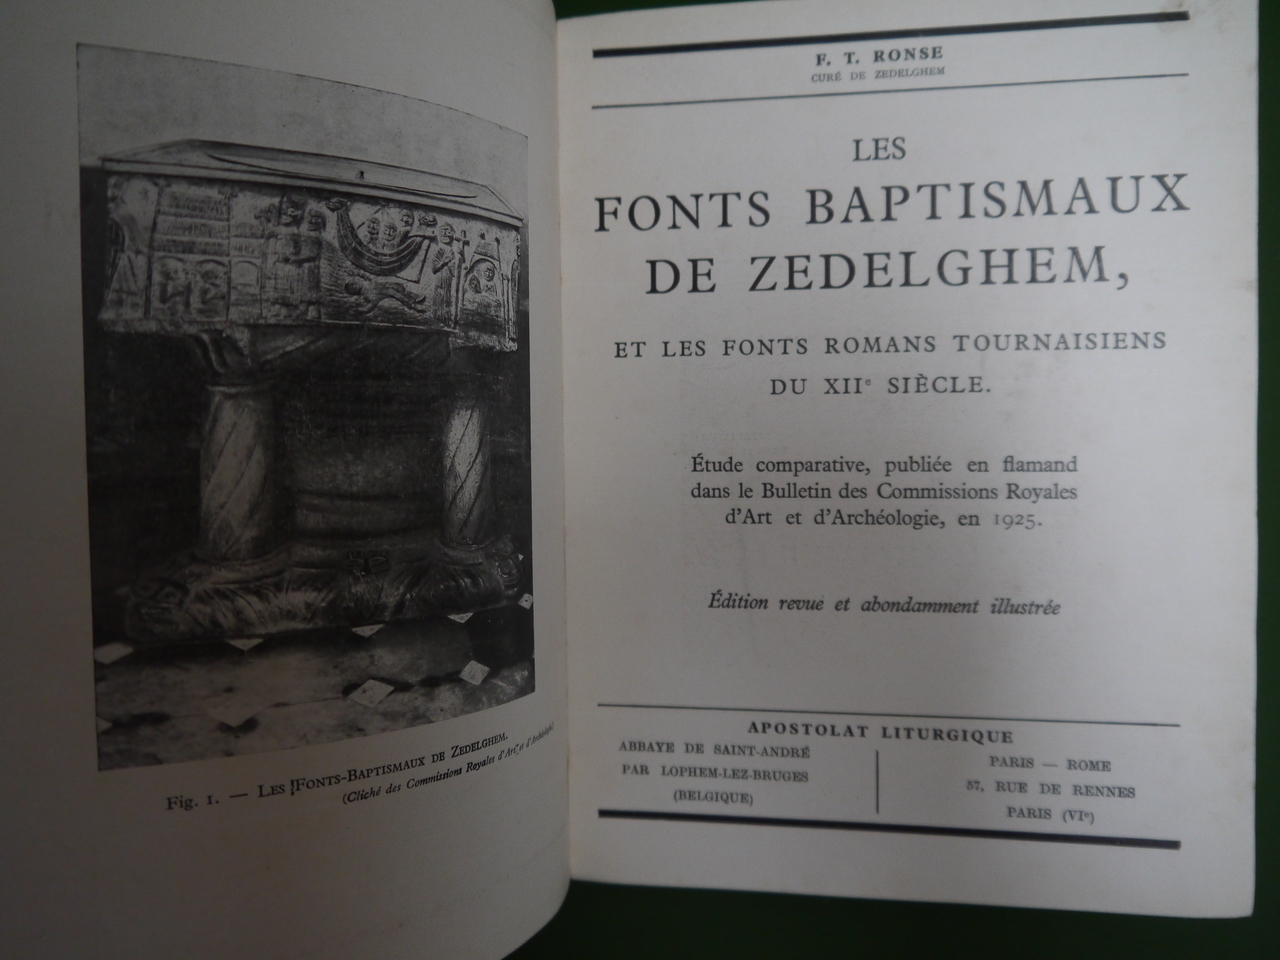 Fig. 1. — Les Fonts-Baptismaux de Zedelghem.
(Cliché des Commissions Royales d'Art et d'Archéologie.)
F. T. RONSE
CURÉ DE ZEDELGHEM
LES
FONTS BAPTISMAUX
DE ZEDELGHEM,
ET LES FONTS ROMANS TOURNAISIENS
DU XIIe SIÈCLE.
Étude comparative, publiée en flamand
dans le Bulletin des Commissions Royales
d'Art et d'Archéologie, en 1925.
Édition revue et abondamment illustrée
APOSTOLAT LITURGIQUE
ABBAYE DE SAINT-ANDRÉ
PAR LOPHEM-LEZ-BRUGES
(BELGIQUE)
PARIS — ROME
57, RUE DE RENNES
PARIS (VIe)